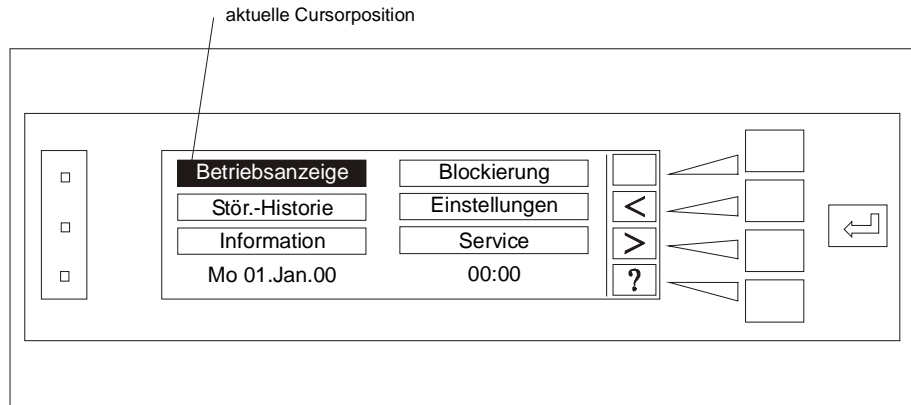 aktuelle Cursorposition
Betriebsanzeige Blockierung
Stör.-Historie Einstellungen <
Information Service >
Mo 01.Jan.00 00:00 ?